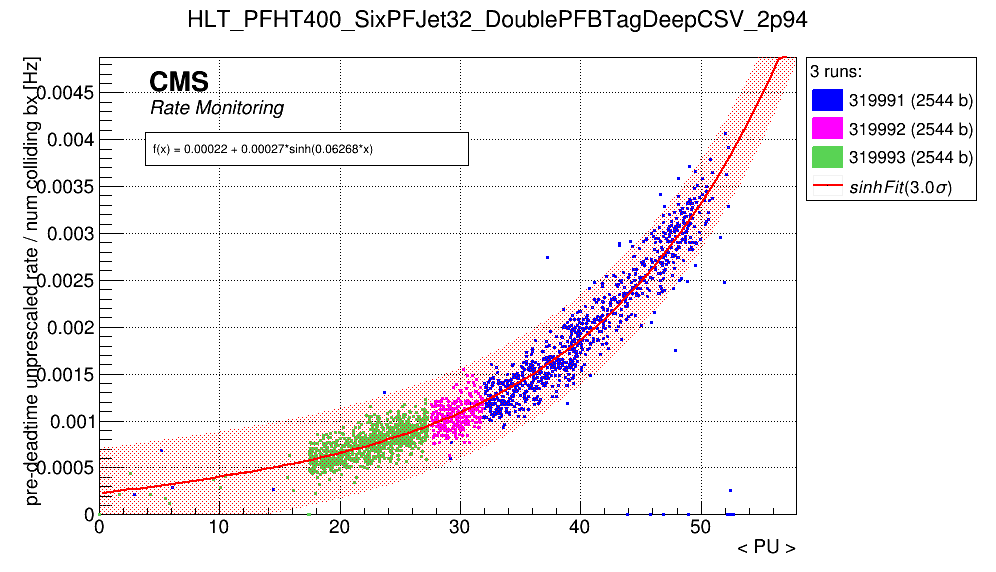 HLT_PFHT400_SixPFJet32_DoublePFBTagDeepCSV_2p94
pre-deadtime unprescaled rate / num colliding bx [Hz]
CMS
Rate Monitoring
f(x) = 0.00022 + 0.00027*sinh(0.06268*x)
0.0045
0.004
0.0035
0.003
0.0025
0.002
0.0015
0.001
0.0005
0
0 10 20 30 40 50
< PU >
3 runs:
319991 (2544 b)
319992 (2544 b)
319993 (2544 b)
sinhFit(3.0σ)